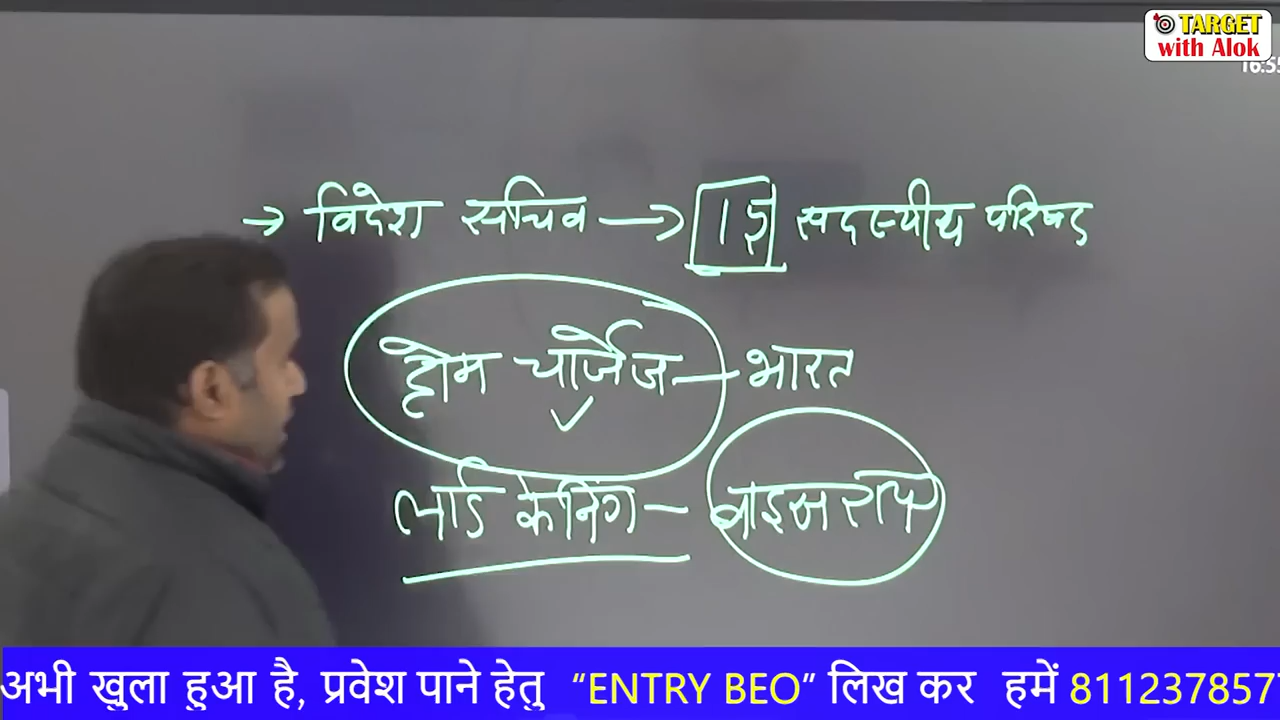 TARGET
with Alok
16:55
→ विदेश सचिव → 15 सदस्यीय परिषद
होम चार्जेज - भारत
लार्ड केनिंग - वाइसराय
अभी खुला हुआ है, प्रवेश पाने हेतु “ENTRY BEO” लिख कर हमें 8112378577